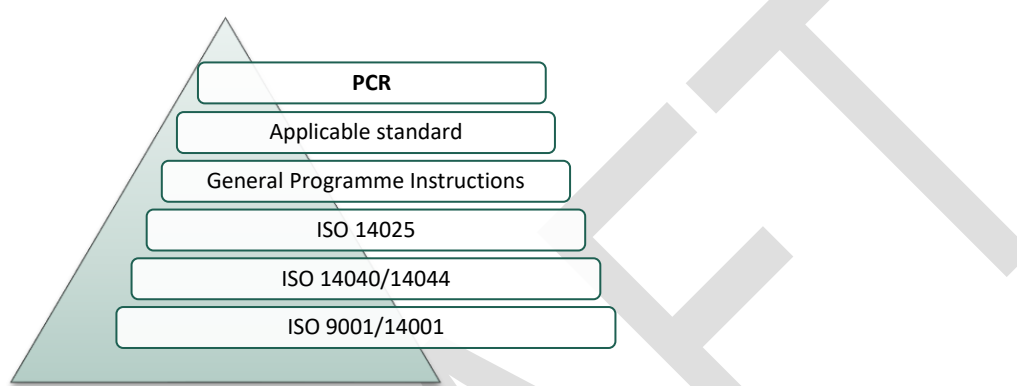 PCR
Applicable standard
General Programme Instructions
ISO 14025
ISO 14040/14044
ISO 9001/14001